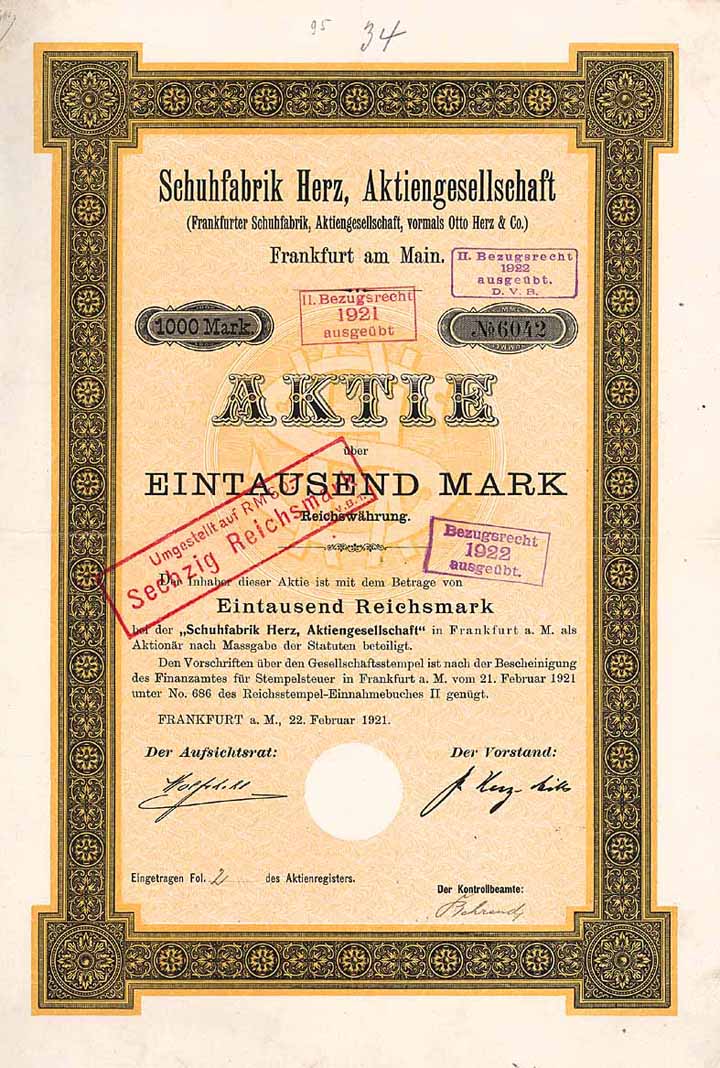 95 34
Schuhfabrik Herz, Aktiengesellschaft
(Frankfurter Schuhfabrik, Aktiengesellschaft, vormals Otto Herz & Co.)
Frankfurt am Main.
II. Bezugsrecht
1922
ausgeübt.
D. V. B.
II. Bezugsrecht
1921
ausgeübt
1000 Mark.
No 6042
AKTIE
über
EINTAUSEND MARK
Reichswährung.
Umgestellt auf RM 60.-
Sechzig Reichsmark
Bezugsrecht
1922
ausgeübt.
Der Inhaber dieser Aktie ist mit dem Betrage von
Eintausend Reichsmark
bei der „Schuhfabrik Herz, Aktiengesellschaft“ in Frankfurt a. M. als
Aktionär nach Massgabe der Statuten beteiligt.
Den Vorschriften über den Gesellschaftsstempel ist nach der Bescheinigung
des Finanzamtes für Stempelsteuer in Frankfurt a. M. vom 21. Februar 1921
unter No. 686 des Reichsstempel-Einnahmebuches II genügt.
FRANKFURT a. M., 22. Februar 1921.
Der Aufsichtsrat: Der Vorstand:
Eingetragen Fol. 2 des Aktienregisters.
Der Kontrollbeamte:
Behrend